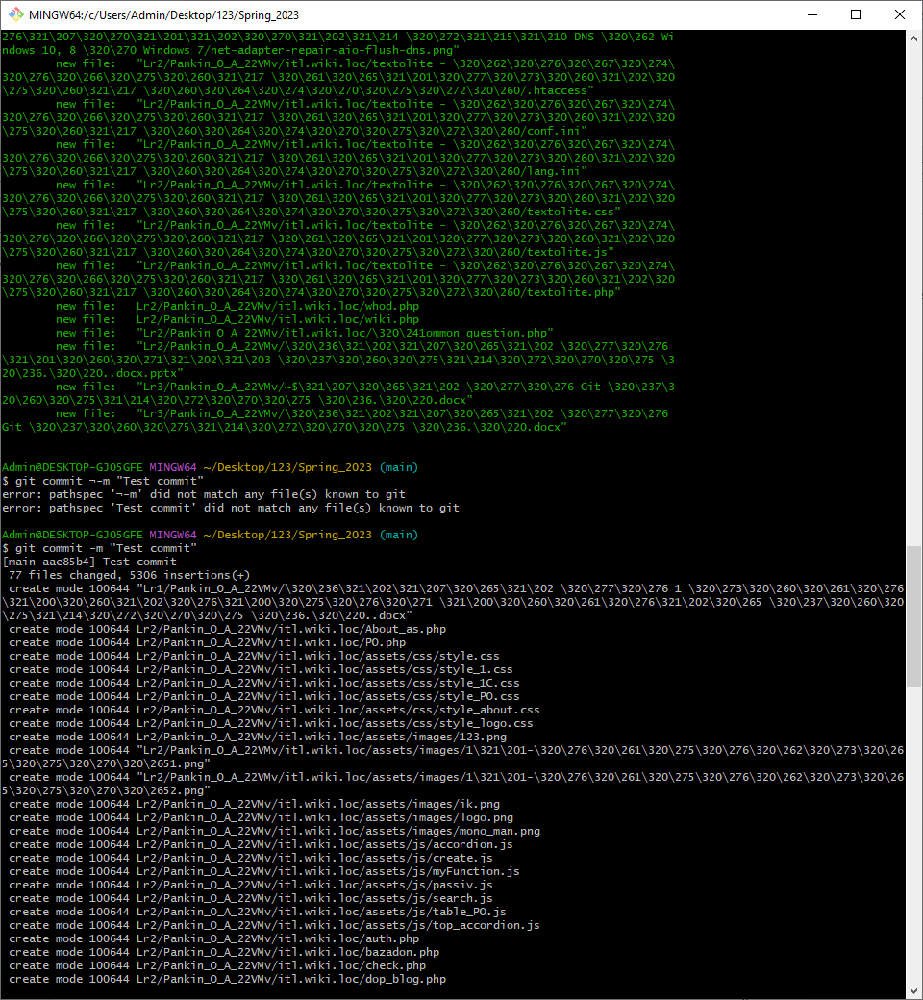 MINGW64:/c/Users/Admin/Desktop/123/Spring_2023
276\321\207\320\260\321\201\321\202\320\270\321\202\321\214 \320\272\321\215\321\210 DNS \320\262 Wi
ndows 10, 8 \320\270 Windows 7/net-adapter-repair-aio-flush-dns.png"
new file:   "Lr2/Pankin_O_A_22VMv/itl.wiki.loc/textolite - \320\262\320\276\320\267\320\274\
\320\276\320\266\320\275\320\260\321\217 \320\261\320\265\321\201\320\277\320\273\320\260\321\202\320
\275\320\260\321\217 \320\260\320\264\320\274\320\270\320\275\320\272\320\260/.htaccess"
new file:   "Lr2/Pankin_O_A_22VMv/itl.wiki.loc/textolite - \320\262\320\276\320\267\320\274\
\320\276\320\266\320\275\320\260\321\217 \320\261\320\265\321\201\320\277\320\273\320\260\321\202\320
\275\320\260\321\217 \320\260\320\264\320\274\320\270\320\275\320\272\320\260/conf.ini"
new file:   "Lr2/Pankin_O_A_22VMv/itl.wiki.loc/textolite - \320\262\320\276\320\267\320\274\
\320\276\320\266\320\275\320\260\321\217 \320\261\320\265\321\201\320\277\320\273\320\260\321\202\320
\275\320\260\321\217 \320\260\320\264\320\274\320\270\320\275\320\272\320\260/lang.ini"
new file:   "Lr2/Pankin_O_A_22VMv/itl.wiki.loc/textolite - \320\262\320\276\320\267\320\274\
\320\276\320\266\320\275\320\260\321\217 \320\261\320\265\321\201\320\277\320\273\320\260\321\202\320
\275\320\260\321\217 \320\260\320\264\320\274\320\270\320\275\320\272\320\260/textolite.css"
new file:   "Lr2/Pankin_O_A_22VMv/itl.wiki.loc/textolite - \320\262\320\276\320\267\320\274\
\320\276\320\266\320\275\320\260\321\217 \320\261\320\265\321\201\320\277\320\273\320\260\321\202\320
\275\320\260\321\217 \320\260\320\264\320\274\320\270\320\275\320\272\320\260/textolite.js"
new file:   "Lr2/Pankin_O_A_22VMv/itl.wiki.loc/textolite - \320\262\320\276\320\267\320\274\
\320\276\320\266\320\275\320\260\321\217 \320\261\320\265\321\201\320\277\320\273\320\260\321\202\320
\275\320\260\321\217 \320\260\320\264\320\274\320\270\320\275\320\272\320\260/textolite.php"
new file:   Lr2/Pankin_O_A_22VMv/itl.wiki.loc/whod.php
new file:   Lr2/Pankin_O_A_22VMv/itl.wiki.loc/wiki.php
new file:   "Lr2/Pankin_O_A_22VMv/itl.wiki.loc/\320\241ommon_question.php"
new file:   "Lr2/Pankin_O_A_22VMv/\320\236\321\202\321\207\320\265\321\202 \320\277\320\276
\321\201\320\260\320\271\321\202\321\203 \320\237\320\260\320\275\321\214\320\272\320\270\320\275 \3
20\236.\320\220..docx.pptx"
new file:   "Lr3/Pankin_O_A_22VMv/~$\321\207\320\265\321\202 \320\277\320\276 Git \320\237\3
20\260\320\275\321\214\320\272\320\270\320\275 \320\236.\320\220.docx"
new file:   "Lr3/Pankin_O_A_22VMv/\320\236\321\202\321\207\320\265\321\202 \320\277\320\276
Git \320\237\320\260\320\275\321\214\320\272\320\270\320\275 \320\236.\320\220.docx"
Admin@DESKTOP-GJO5GFE MINGW64 ~/Desktop/123/Spring_2023 (main)
$ git commit ¬-m "Test commit"
error: pathspec '¬-m' did not match any file(s) known to git
error: pathspec 'Test commit' did not match any file(s) known to git
Admin@DESKTOP-GJO5GFE MINGW64 ~/Desktop/123/Spring_2023 (main)
$ git commit -m "Test commit"
[main aae85b4] Test commit
77 files changed, 5306 insertions(+)
create mode 100644 "Lr1/Pankin_O_A_22VMv/\320\236\321\202\321\207\320\265\321\202 \320\277\320\276 1 \320\273\320\260\320\261\320\276
\321\200\320\260\321\202\320\276\321\200\320\275\320\276\320\271 \321\200\320\260\320\261\320\276\321\202\320\265 \320\237\320\260\320\
275\321\214\320\272\320\270\320\275 \320\236.\320\220..docx"
create mode 100644 Lr2/Pankin_O_A_22VMv/itl.wiki.loc/About_as.php
create mode 100644 Lr2/Pankin_O_A_22VMv/itl.wiki.loc/PO.php
create mode 100644 Lr2/Pankin_O_A_22VMv/itl.wiki.loc/assets/css/style.css
create mode 100644 Lr2/Pankin_O_A_22VMv/itl.wiki.loc/assets/css/style_1.css
create mode 100644 Lr2/Pankin_O_A_22VMv/itl.wiki.loc/assets/css/style_1C.css
create mode 100644 Lr2/Pankin_O_A_22VMv/itl.wiki.loc/assets/css/style_PO.css
create mode 100644 Lr2/Pankin_O_A_22VMv/itl.wiki.loc/assets/css/style_about.css
create mode 100644 Lr2/Pankin_O_A_22VMv/itl.wiki.loc/assets/css/style_logo.css
create mode 100644 Lr2/Pankin_O_A_22VMv/itl.wiki.loc/assets/images/123.png
create mode 100644 "Lr2/Pankin_O_A_22VMv/itl.wiki.loc/assets/images/1\321\201-\320\276\320\261\320\275\320\276\320\262\320\273\320\26
5\320\275\320\270\320\2651.png"
create mode 100644 "Lr2/Pankin_O_A_22VMv/itl.wiki.loc/assets/images/1\321\201-\320\276\320\261\320\275\320\276\320\262\320\273\320\26
5\320\275\320\270\320\2652.png"
create mode 100644 Lr2/Pankin_O_A_22VMv/itl.wiki.loc/assets/images/ik.png
create mode 100644 Lr2/Pankin_O_A_22VMv/itl.wiki.loc/assets/images/logo.png
create mode 100644 Lr2/Pankin_O_A_22VMv/itl.wiki.loc/assets/images/mono_man.png
create mode 100644 Lr2/Pankin_O_A_22VMv/itl.wiki.loc/assets/js/accordion.js
create mode 100644 Lr2/Pankin_O_A_22VMv/itl.wiki.loc/assets/js/create.js
create mode 100644 Lr2/Pankin_O_A_22VMv/itl.wiki.loc/assets/js/myFunction.js
create mode 100644 Lr2/Pankin_O_A_22VMv/itl.wiki.loc/assets/js/passiv.js
create mode 100644 Lr2/Pankin_O_A_22VMv/itl.wiki.loc/assets/js/search.js
create mode 100644 Lr2/Pankin_O_A_22VMv/itl.wiki.loc/assets/js/table_PO.js
create mode 100644 Lr2/Pankin_O_A_22VMv/itl.wiki.loc/assets/js/top_accordion.js
create mode 100644 Lr2/Pankin_O_A_22VMv/itl.wiki.loc/auth.php
create mode 100644 Lr2/Pankin_O_A_22VMv/itl.wiki.loc/bazadon.php
create mode 100644 Lr2/Pankin_O_A_22VMv/itl.wiki.loc/check.php
create mode 100644 Lr2/Pankin_O_A_22VMv/itl.wiki.loc/dop_blog.php